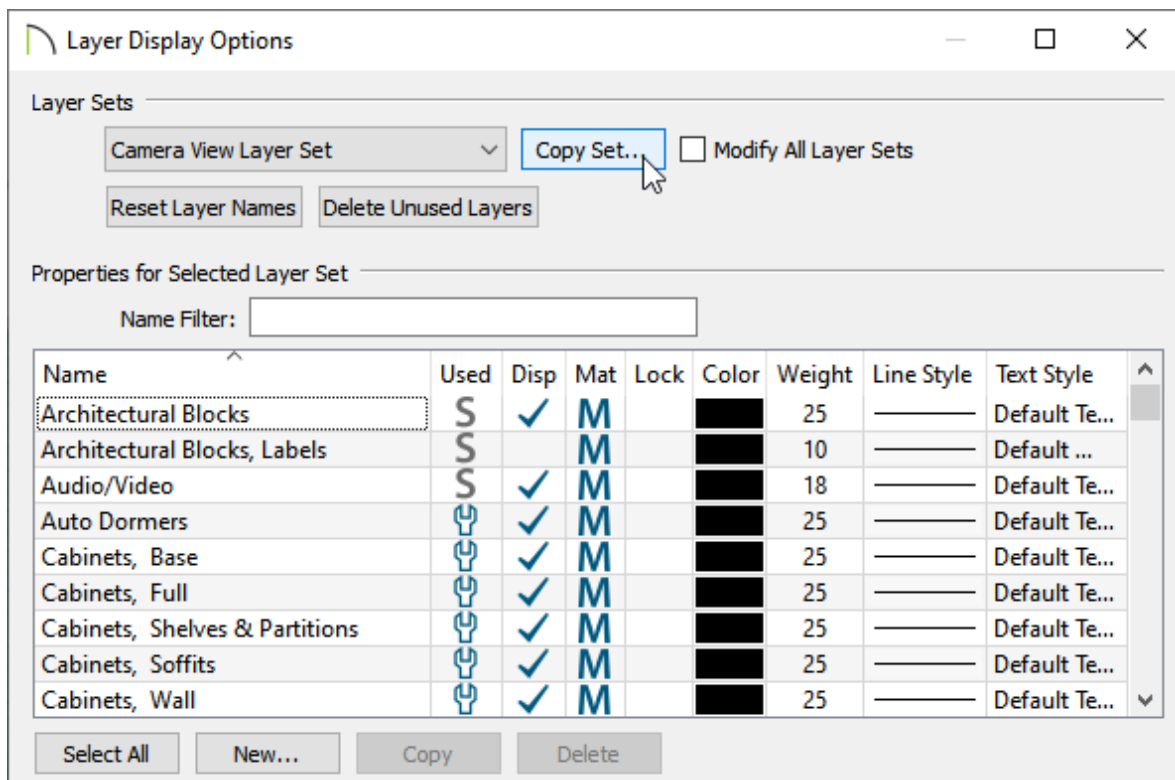 Layer Display Options
Layer Sets
Camera View Layer Set Copy Set... Modify All Layer Sets
Reset Layer Names Delete Unused Layers
Properties for Selected Layer Set
Name Filter:
Name Used Disp Mat Lock Color Weight Line Style Text Style
Architectural Blocks S M 25 Default Te...
Architectural Blocks, Labels S M 10 Default ...
Audio/Video S M 18 Default Te...
Auto Dormers M 25 Default Te...
Cabinets,  Base M 25 Default Te...
Cabinets,  Full M 25 Default Te...
Cabinets,  Shelves & Partitions M 25 Default Te...
Cabinets,  Soffits M 25 Default Te...
Cabinets,  Wall M 25 Default Te...
Select All New... Copy Delete